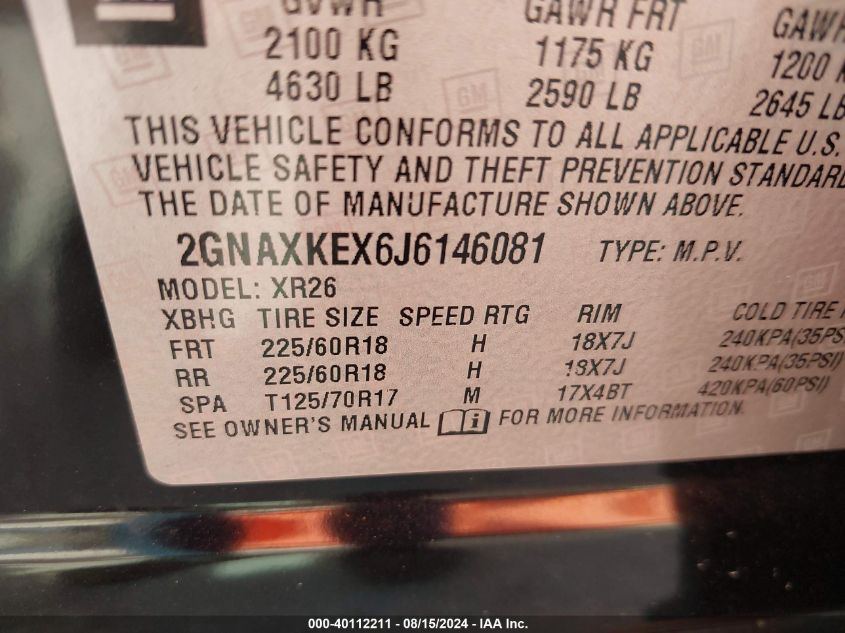 GVWR GAWR FRT GAWR
2100 KG 1175 KG 1200 K
4630 LB 2590 LB 2645 LB
THIS VEHICLE CONFORMS TO ALL APPLICABLE U.S.
VEHICLE SAFETY AND THEFT PREVENTION STANDARD
THE DATE OF MANUFACTURE SHOWN ABOVE.
2GNAXKEX6J6146081 TYPE: M.P.V.
MODEL: XR26
XBHG TIRE SIZE SPEED RTG RIM COLD TIRE
FRT 225/60R18 H 18X7J 240KPA(35PSI
RR 225/60R18 H 18X7J 240KPA(35PSI)
SPA T125/70R17 M 17X4BT 420KPA(60PSI)
SEE OWNER'S MANUAL i FOR MORE INFORMATION.
000-40112211 - 08/15/2024 - IAA Inc.